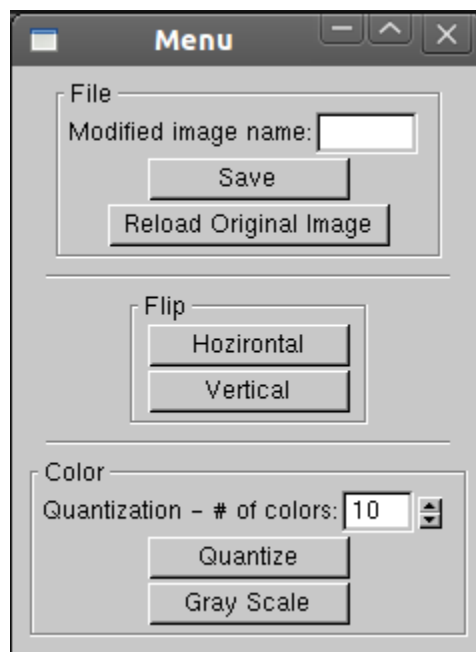 Menu
File
Modified image name:
Save
Reload Original Image
Flip
Hozirontal
Vertical
Color
Quantization - # of colors: 10
Quantize
Gray Scale